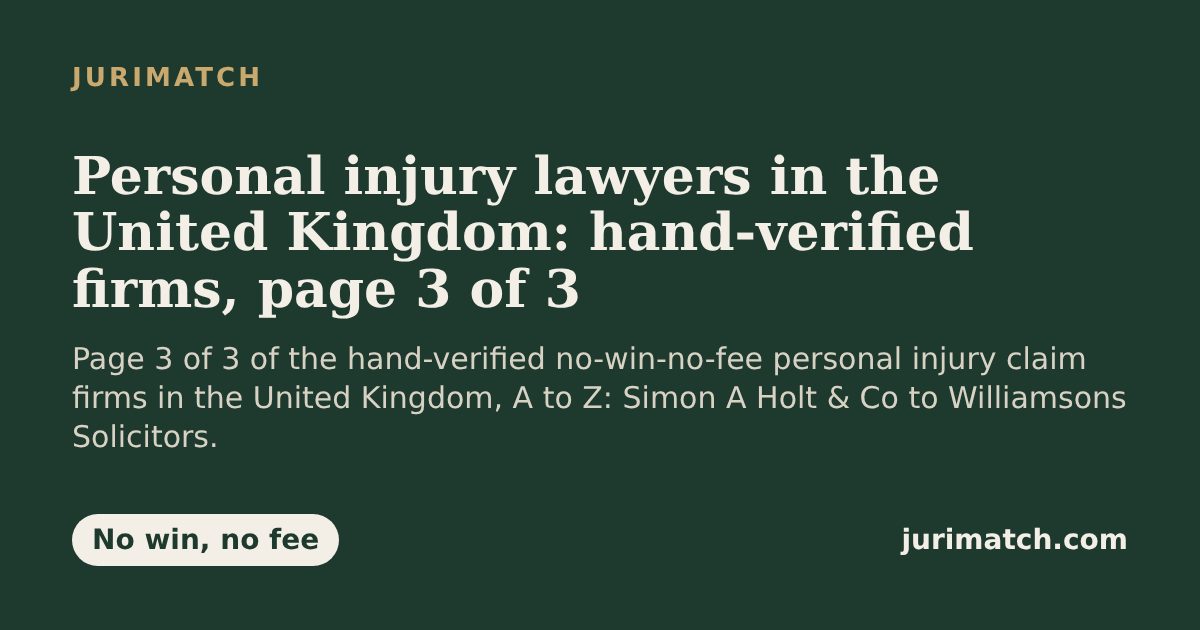 JURIMATCH
Personal injury lawyers in the
United Kingdom: hand-verified
firms, page 3 of 3
Page 3 of 3 of the hand-verified no-win-no-fee personal injury claim
firms in the United Kingdom, A to Z: Simon A Holt & Co to Williamsons
Solicitors.
No win, no fee
jurimatch.com